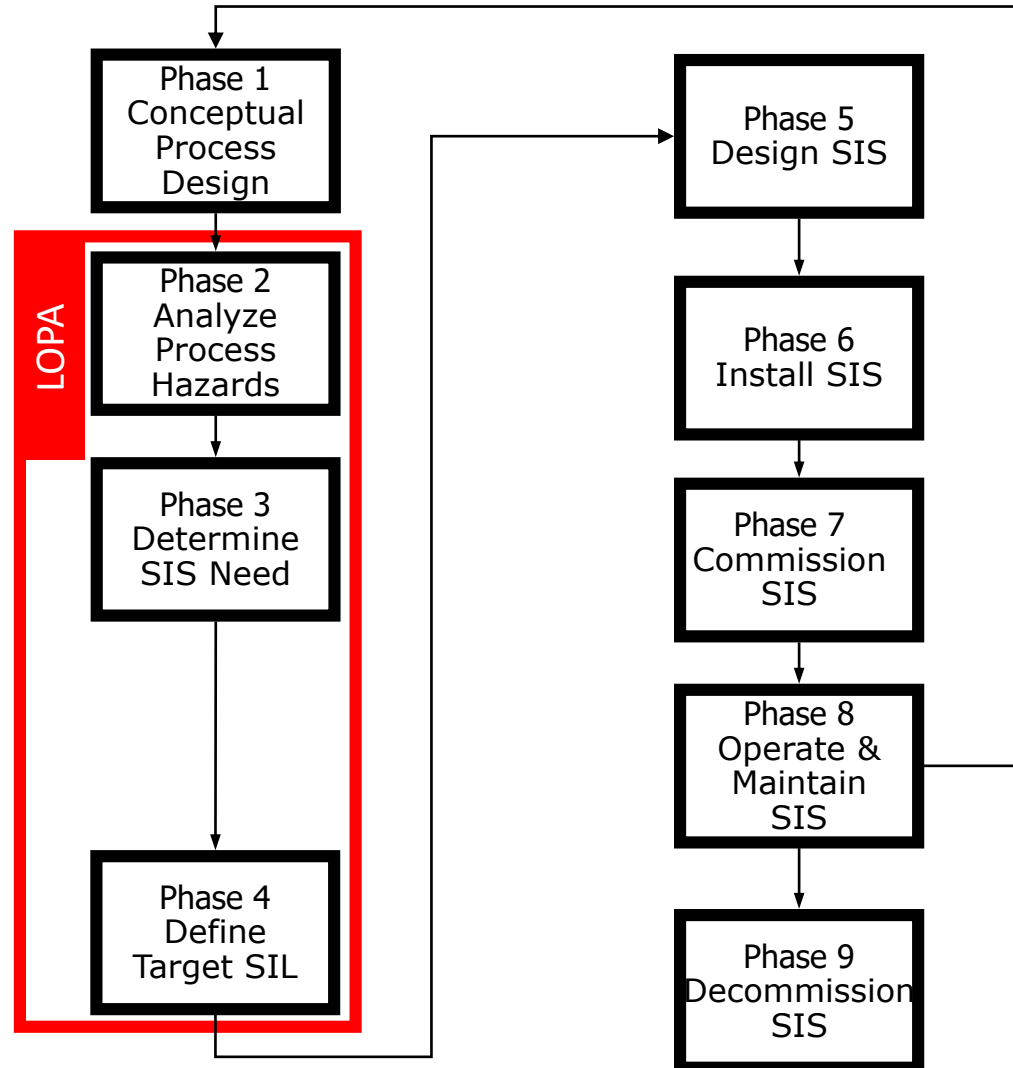 Phase 1
Conceptual
Process
Design
LOPA
Phase 2
Analyze
Process
Hazards
Phase 3
Determine
SIS Need
Phase 4
Define
Target SIL
Phase 5
Design SIS
Phase 6
Install SIS
Phase 7
Commission
SIS
Phase 8
Operate &
Maintain
SIS
Phase 9
Decommission
SIS